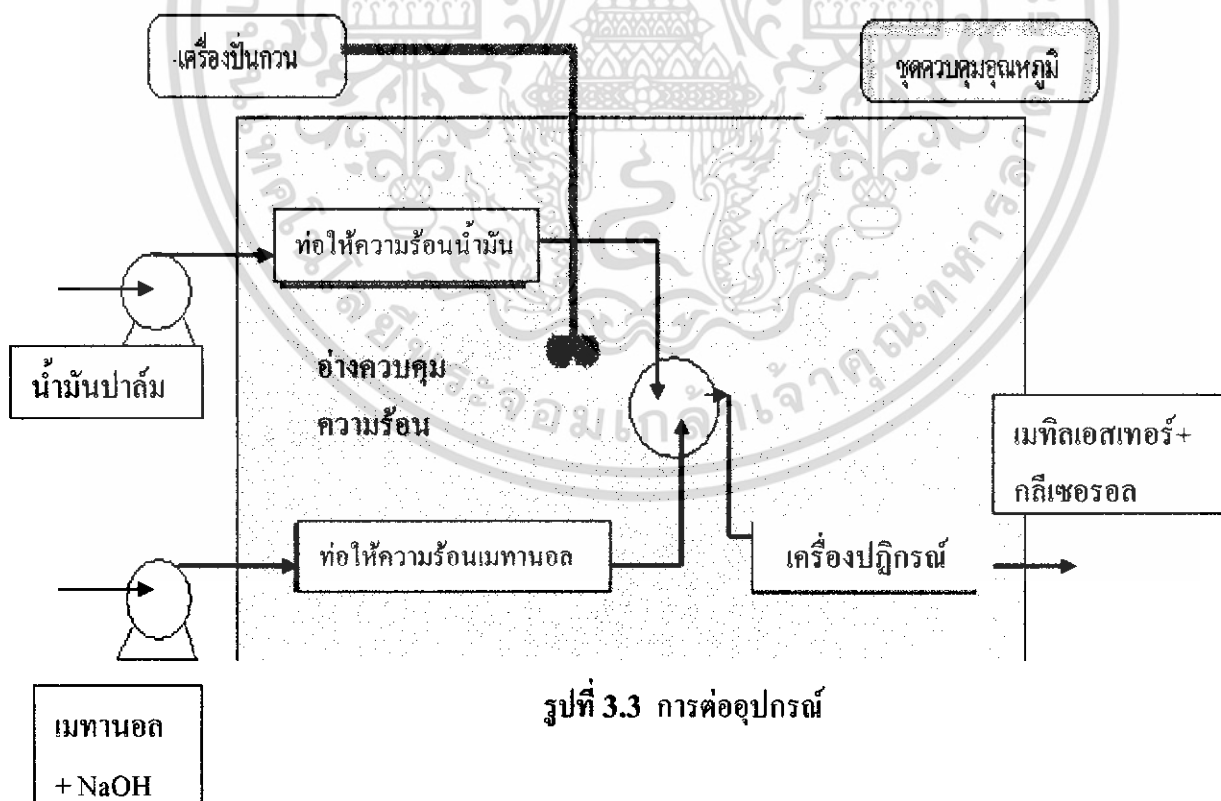 เครื่องปั่นกวน
ชุดควบคุมอุณหภูมิ
ท่อให้ความร้อนน้ำมัน
น้ำมันปาล์ม
อ่างควบคุม
ความร้อน
เมทิลเอสเทอร์+
กลีเซอรอล
ท่อให้ความร้อนเมทานอล
เครื่องปฏิกรณ์
เมทานอล
+ NaOH
รูปที่ 3.3 การต่ออุปกรณ์